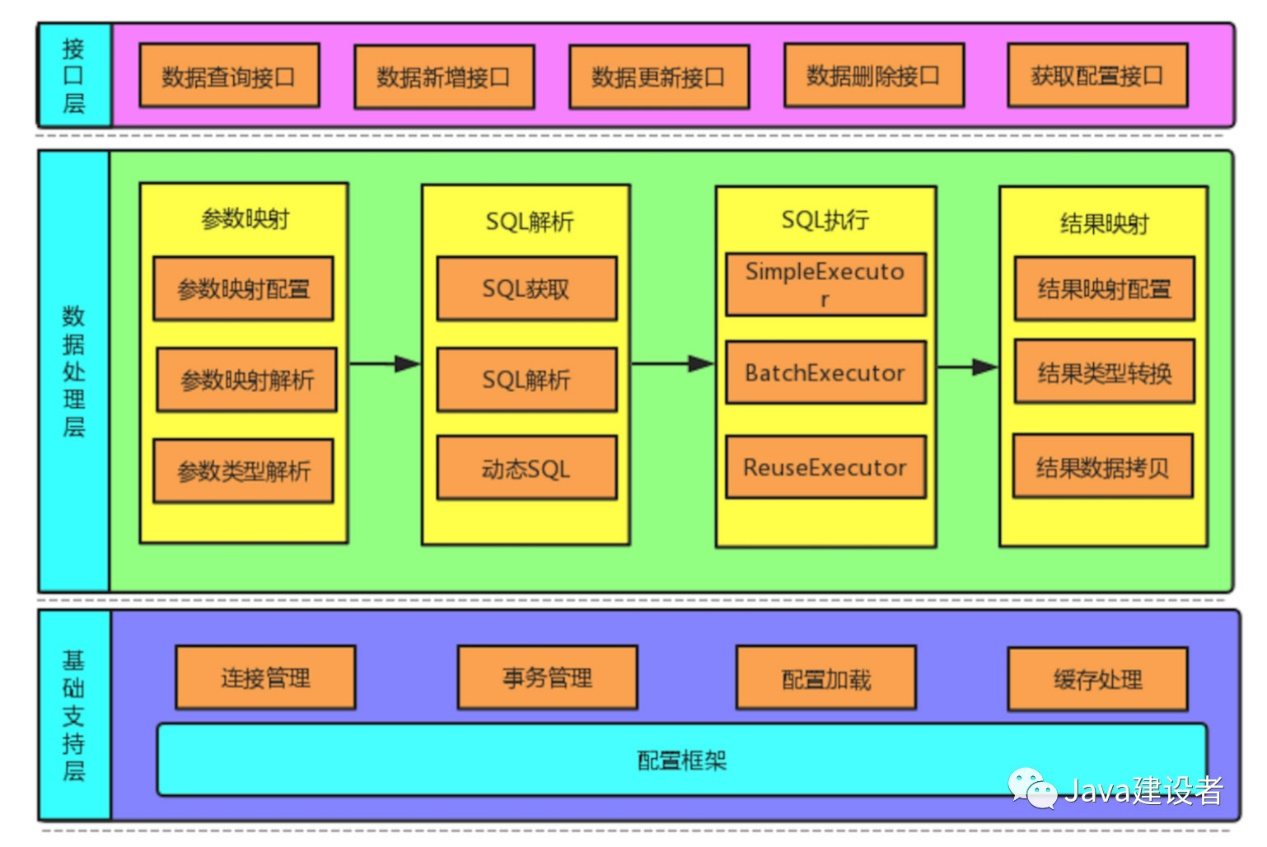 接口层
数据查询接口
数据新增接口
数据更新接口
数据删除接口
获取配置接口
数据处理层
参数映射
参数映射配置
参数映射解析
参数类型解析
SQL解析
SQL获取
SQL解析
动态SQL
SQL执行
SimpleExecuto
r
BatchExecutor
ReuseExecutor
结果映射
结果映射配置
结果类型转换
结果数据拷贝
基础支持层
连接管理
事务管理
配置加载
缓存处理
配置框架
Java建设者